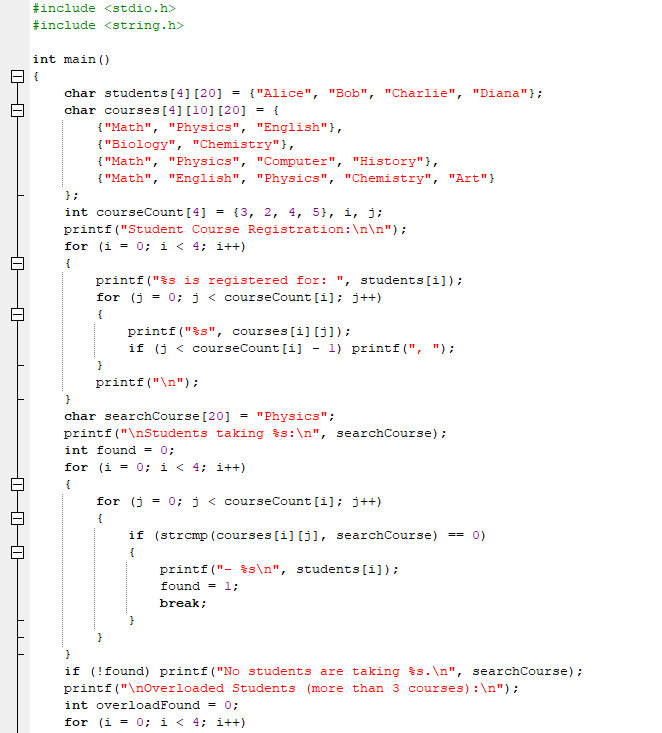 #include <stdio.h>
#include <string.h>

int main()
{
    char students[4][20] = {"Alice", "Bob", "Charlie", "Diana"};
    char courses[4][10][20] = {
        {"Math", "Physics", "English"},
        {"Biology", "Chemistry"},
        {"Math", "Physics", "Computer", "History"},
        {"Math", "English", "Physics", "Chemistry", "Art"}
    };
    int courseCount[4] = {3, 2, 4, 5}, i, j;
    printf("Student Course Registration:\n\n");
    for (i = 0; i < 4; i++)
    {
        printf("%s is registered for: ", students[i]);
        for (j = 0; j < courseCount[i]; j++)
        {
            printf("%s", courses[i][j]);
            if (j < courseCount[i] - 1) printf(", ");
        }
        printf("\n");
    }
    char searchCourse[20] = "Physics";
    printf("\nStudents taking %s:\n", searchCourse);
    int found = 0;
    for (i = 0; i < 4; i++)
    {
        for (j = 0; j < courseCount[i]; j++)
        {
            if (strcmp(courses[i][j], searchCourse) == 0)
            {
                printf("- %s\n", students[i]);
                found = 1;
                break;
            }
        }
    }
    if (!found) printf("No students are taking %s.\n", searchCourse);
    printf("\nOverloaded Students (more than 3 courses):\n");
    int overloadFound = 0;
    for (i = 0; i < 4; i++)